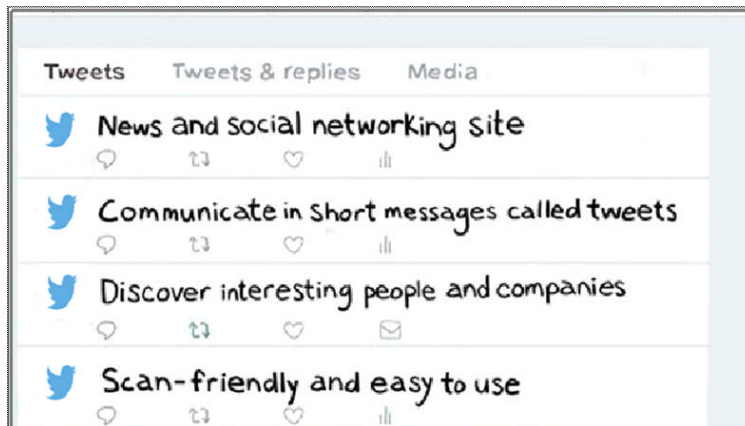 Tweets Tweets & replies Media
News and social networking site
Communicate in short messages called tweets
Discover interesting people and companies
Scan-friendly and easy to use